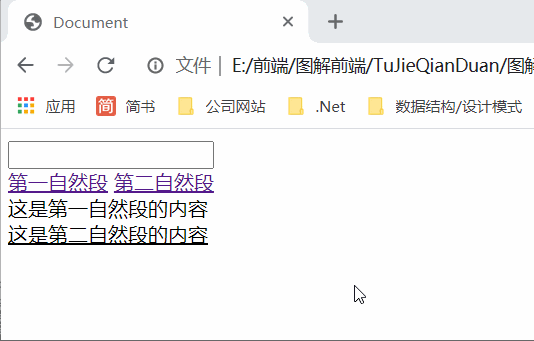 Document
文件 | E:/前端/图解前端/TuJieQianDuan/图解
应用 简 简书 公司网站 .Net 数据结构/设计模式
第一自然段 第二自然段
这是第一自然段的内容
这是第二自然段的内容